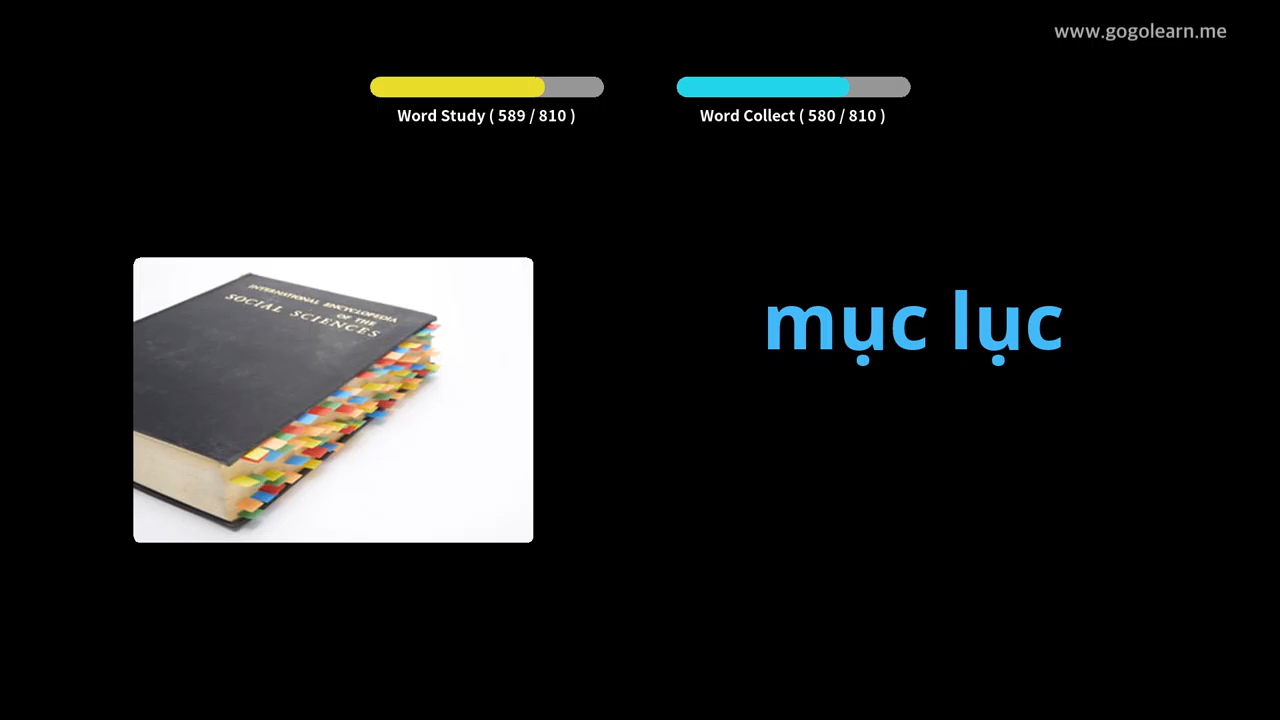 www.gogolearn.me
Word Study ( 589 / 810 )
Word Collect ( 580 / 810 )
INTERNATIONAL ENCYCLOPEDIA
OF THE
SOCIAL SCIENCES
mục lục